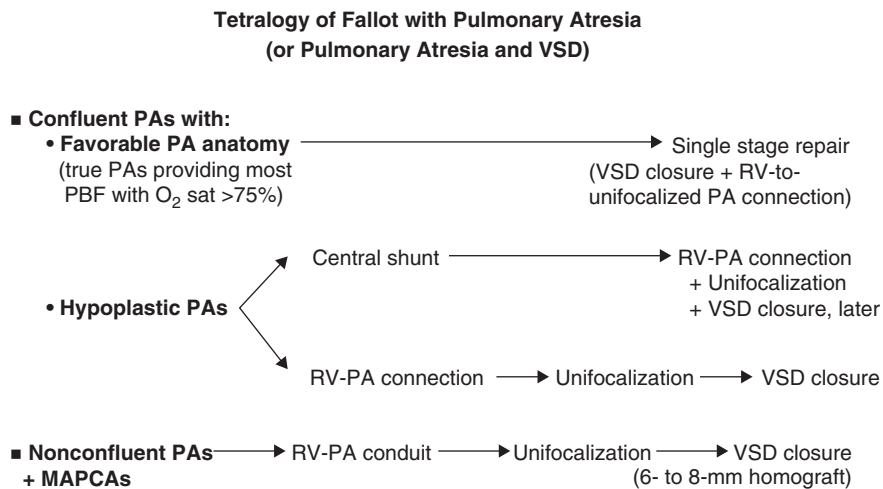 Tetralogy of Fallot with Pulmonary Atresia
(or Pulmonary Atresia and VSD)
■ Confluent PAs with:
• Favorable PA anatomy
(true PAs providing most
PBF with O₂ sat >75%)
Single stage repair
(VSD closure + RV-to-
unifocalized PA connection)
• Hypoplastic PAs
Central shunt
RV-PA connection
+ Unifocalization
+ VSD closure, later
RV-PA connection
Unifocalization
VSD closure
■ Nonconfluent PAs
+ MAPCAs
RV-PA conduit
Unifocalization
VSD closure
(6- to 8-mm homograft)